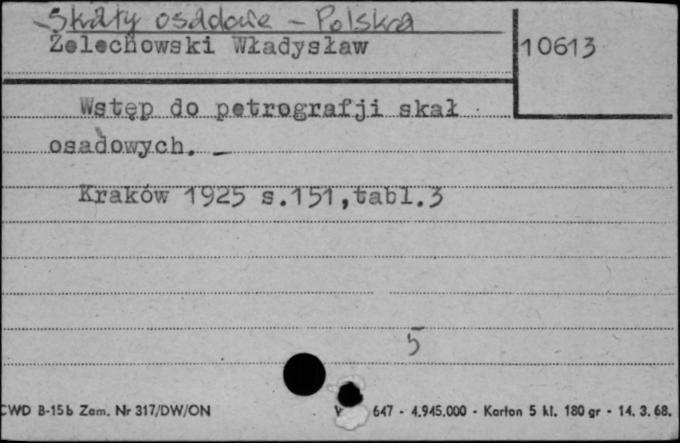 Skały osadowe - Polska
Żelechowski Władysław
10613
Wstęp do petrografji skał
osadowych. -
Kraków 1925 s.151,tabl.3
5
CWD B-15b Zam. Nr 317/DW/ON
647 - 4.945.000 - Karton 5 kl. 180 gr - 14. 3. 68.